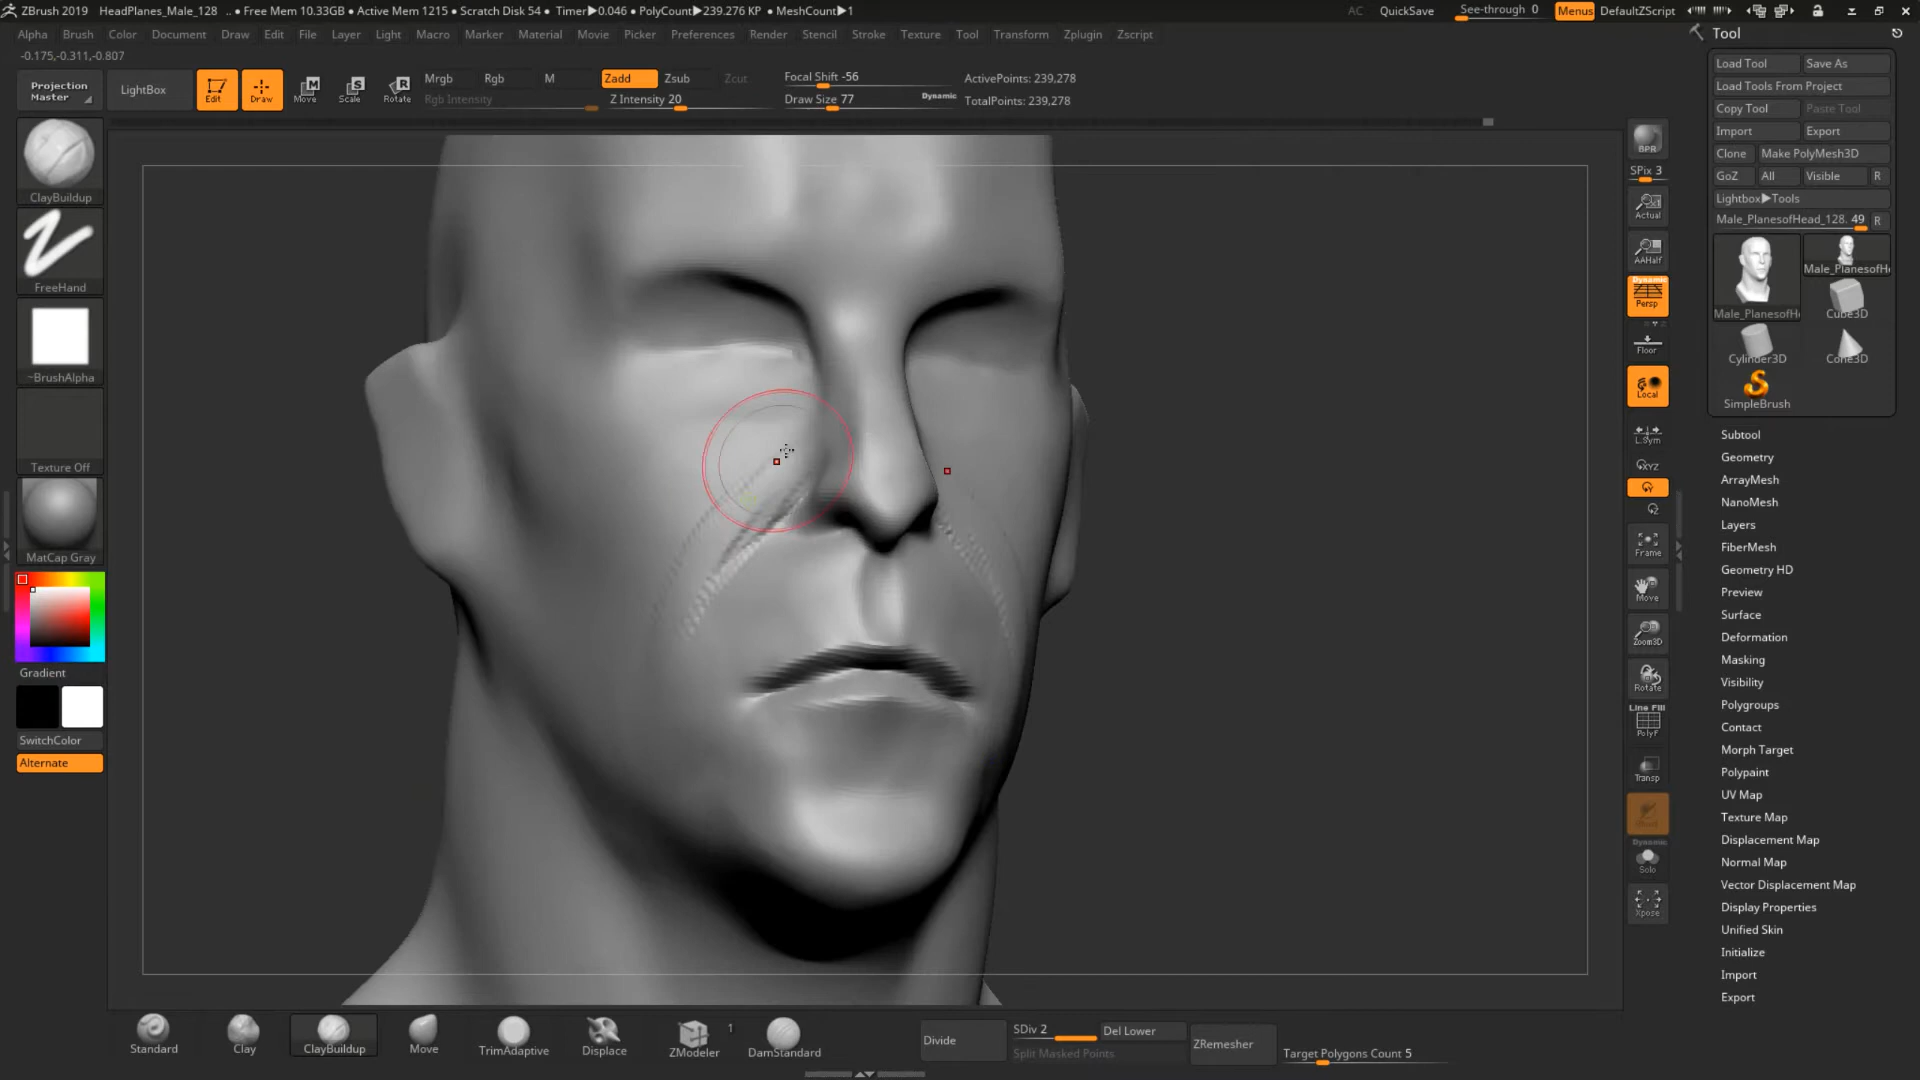 ZBrush 2019 HeadPlanes_Male_128 .. • Free Mem 10.33GB • Active Mem 1215 • Scratch Disk 54 • Timer▶0.046 • PolyCount▶239.276 KP • MeshCount▶1 AC QuickSave See-through 0 Menus DefaultZScript
Alpha Brush Color Document Draw Edit File Layer Light Macro Marker Material Movie Picker Preferences Render Stencil Stroke Texture Tool Transform Zplugin Zscript
-0.175,-0.311,-0.807
Projection Master
LightBox
Edit
Draw
Move
Scale
Rotate
Mrgb Rgb M
Rgb Intensity
Zadd Zsub Zcut
Z Intensity 20
Focal Shift -56
Draw Size 77 Dynamic
ActivePoints: 239,278
TotalPoints: 239,278
ClayBuildup
FreeHand
~BrushAlpha
Texture Off
MatCap Gray
Gradient
SwitchColor
Alternate
BPR
SPix 3
Actual
AAHalf
Dynamic
Persp
Floor
Local
L.Sym
XYZ
Y
Z
Frame
Move
Zoom3D
Rotate
Line Fill
PolyF
Transp
Dynamic
Solo
Xpose
Tool
Load Tool Save As
Load Tools From Project
Copy Tool Paste Tool
Import Export
Clone Make PolyMesh3D
GoZ All Visible R
Lightbox▶Tools
Male_PlanesofHead_128. 49 R
Male_PlanesofH
Male_PlanesofH
Cube3D
Cylinder3D
Cone3D
SimpleBrush
Subtool
Geometry
ArrayMesh
NanoMesh
Layers
FiberMesh
Geometry HD
Preview
Surface
Deformation
Masking
Visibility
Polygroups
Contact
Morph Target
Polypaint
UV Map
Texture Map
Displacement Map
Normal Map
Vector Displacement Map
Display Properties
Unified Skin
Initialize
Import
Export
Standard
Clay
ClayBuildup
Move
TrimAdaptive
Displace
1
ZModeler
DamStandard
Divide
SDiv 2
Del Lower
Split Masked Points
ZRemesher
Target Polygons Count 5